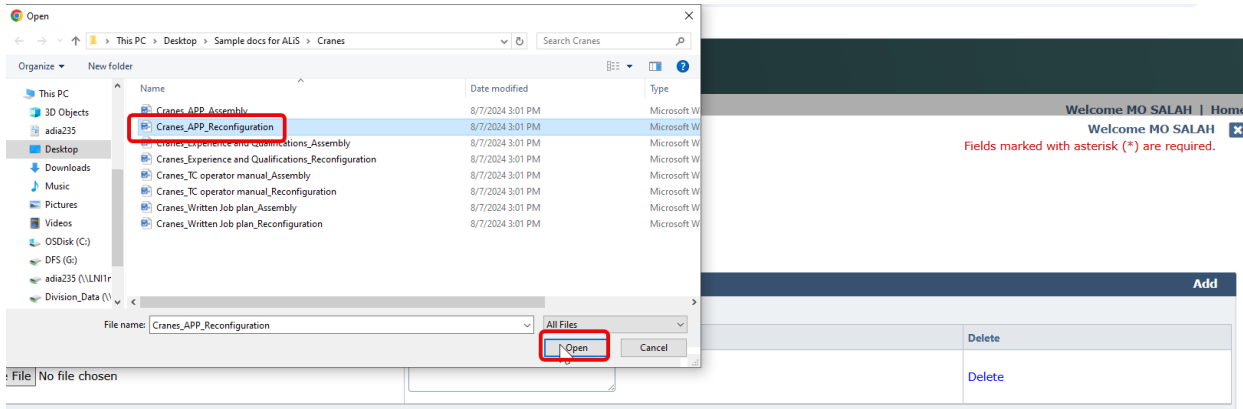 Open
This PC > Desktop > Sample docs for ALiS > Cranes
Search Cranes
Organize
New folder
Name Date modified Type
This PC
3D Objects
adia235
Desktop
Downloads
Music
Pictures
Videos
OSDisk (C:)
DFS (G:)
adia235 (\\LNI1r
Division_Data (\\
Cranes_APP_Assembly 8/7/2024 3:01 PM Microsoft W
Cranes_APP_Reconfiguration 8/7/2024 3:01 PM Microsoft W
Cranes_Experience and Qualifications_Assembly 8/7/2024 3:01 PM Microsoft W
Cranes_Experience and Qualifications_Reconfiguration 8/7/2024 3:01 PM Microsoft W
Cranes_TC operator manual_Assembly 8/7/2024 3:01 PM Microsoft W
Cranes_TC operator manual_Reconfiguration 8/7/2024 3:01 PM Microsoft W
Cranes_Written Job plan_Assembly 8/7/2024 3:01 PM Microsoft W
Cranes_Written Job plan_Reconfiguration 8/7/2024 3:01 PM Microsoft W
File name: Cranes_APP_Reconfiguration All Files
Open Cancel
Welcome MO SALAH | Home
Welcome MO SALAH
Fields marked with asterisk (*) are required.
Add
Delete
File No file chosen
Delete